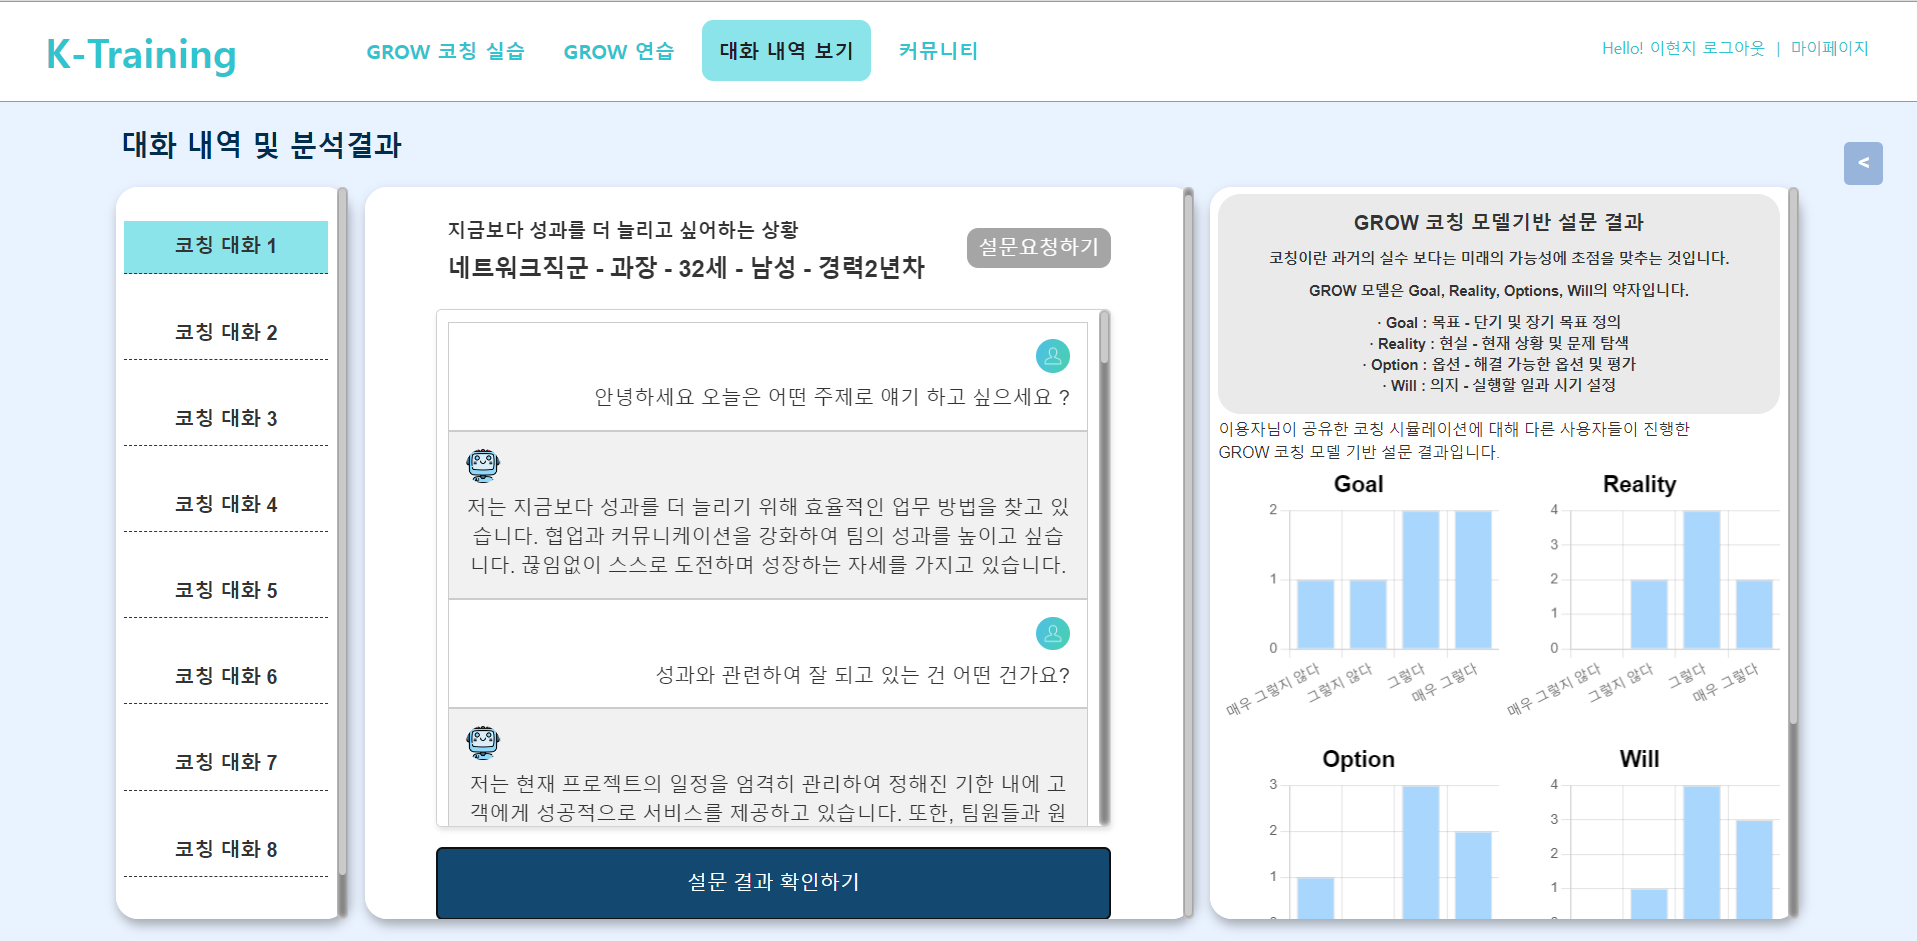 K-Training
GROW 코칭 실습
GROW 연습
대화 내역 보기
커뮤니티
Hello! 이현지 로그아웃 | 마이페이지
대화 내역 및 분석결과
<
코칭 대화 1
코칭 대화 2
코칭 대화 3
코칭 대화 4
코칭 대화 5
코칭 대화 6
코칭 대화 7
코칭 대화 8
지금보다 성과를 더 늘리고 싶어하는 상황
네트워크직군 - 과장 - 32세 - 남성 - 경력2년차
설문요청하기
안녕하세요 오늘은 어떤 주제로 얘기 하고 싶으세요 ?
저는 지금보다 성과를 더 늘리기 위해 효율적인 업무 방법을 찾고 있
습니다. 협업과 커뮤니케이션을 강화하여 팀의 성과를 높이고 싶습
니다. 끊임없이 스스로 도전하며 성장하는 자세를 가지고 있습니다.
성과와 관련하여 잘 되고 있는 건 어떤 건가요?
저는 현재 프로젝트의 일정을 엄격히 관리하여 정해진 기한 내에 고
객에게 성공적으로 서비스를 제공하고 있습니다. 또한, 팀원들과 원
설문 결과 확인하기
GROW 코칭 모델기반 설문 결과
코칭이란 과거의 실수 보다는 미래의 가능성에 초점을 맞추는 것입니다.
GROW 모델은 Goal, Reality, Options, Will의 약자입니다.
· Goal : 목표 - 단기 및 장기 목표 정의
· Reality : 현실 - 현재 상황 및 문제 탐색
· Option : 옵션 - 해결 가능한 옵션 및 평가
· Will : 의지 - 실행할 일과 시기 설정
이용자님이 공유한 코칭 시뮬레이션에 대해 다른 사용자들이 진행한
GROW 코칭 모델 기반 설문 결과입니다.
Goal
2
1
0
매우 그렇지 않다
그렇지 않다
그렇다
매우 그렇다
Reality
4
3
2
1
0
매우 그렇지 않다
그렇지 않다
그렇다
매우 그렇다
Option
3
2
1
Will
4
3
2
1